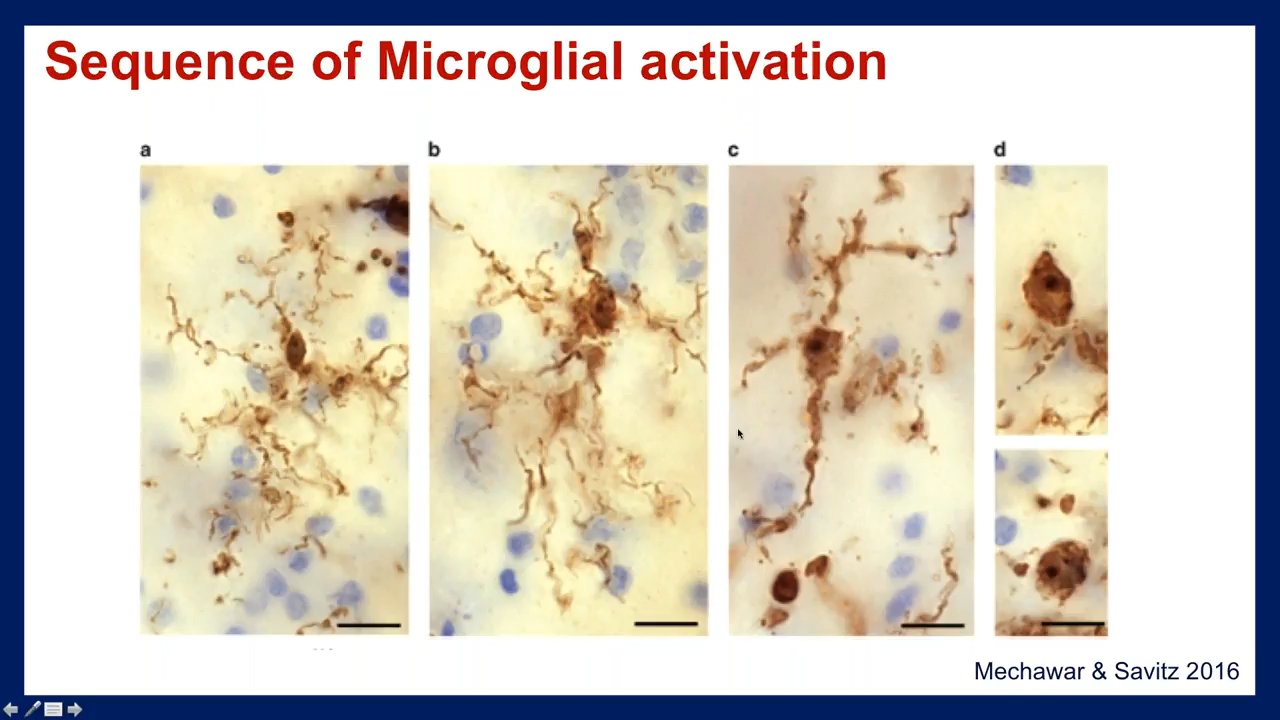 Sequence of Microglial activation
a
b
c
d
Mechawar & Savitz 2016